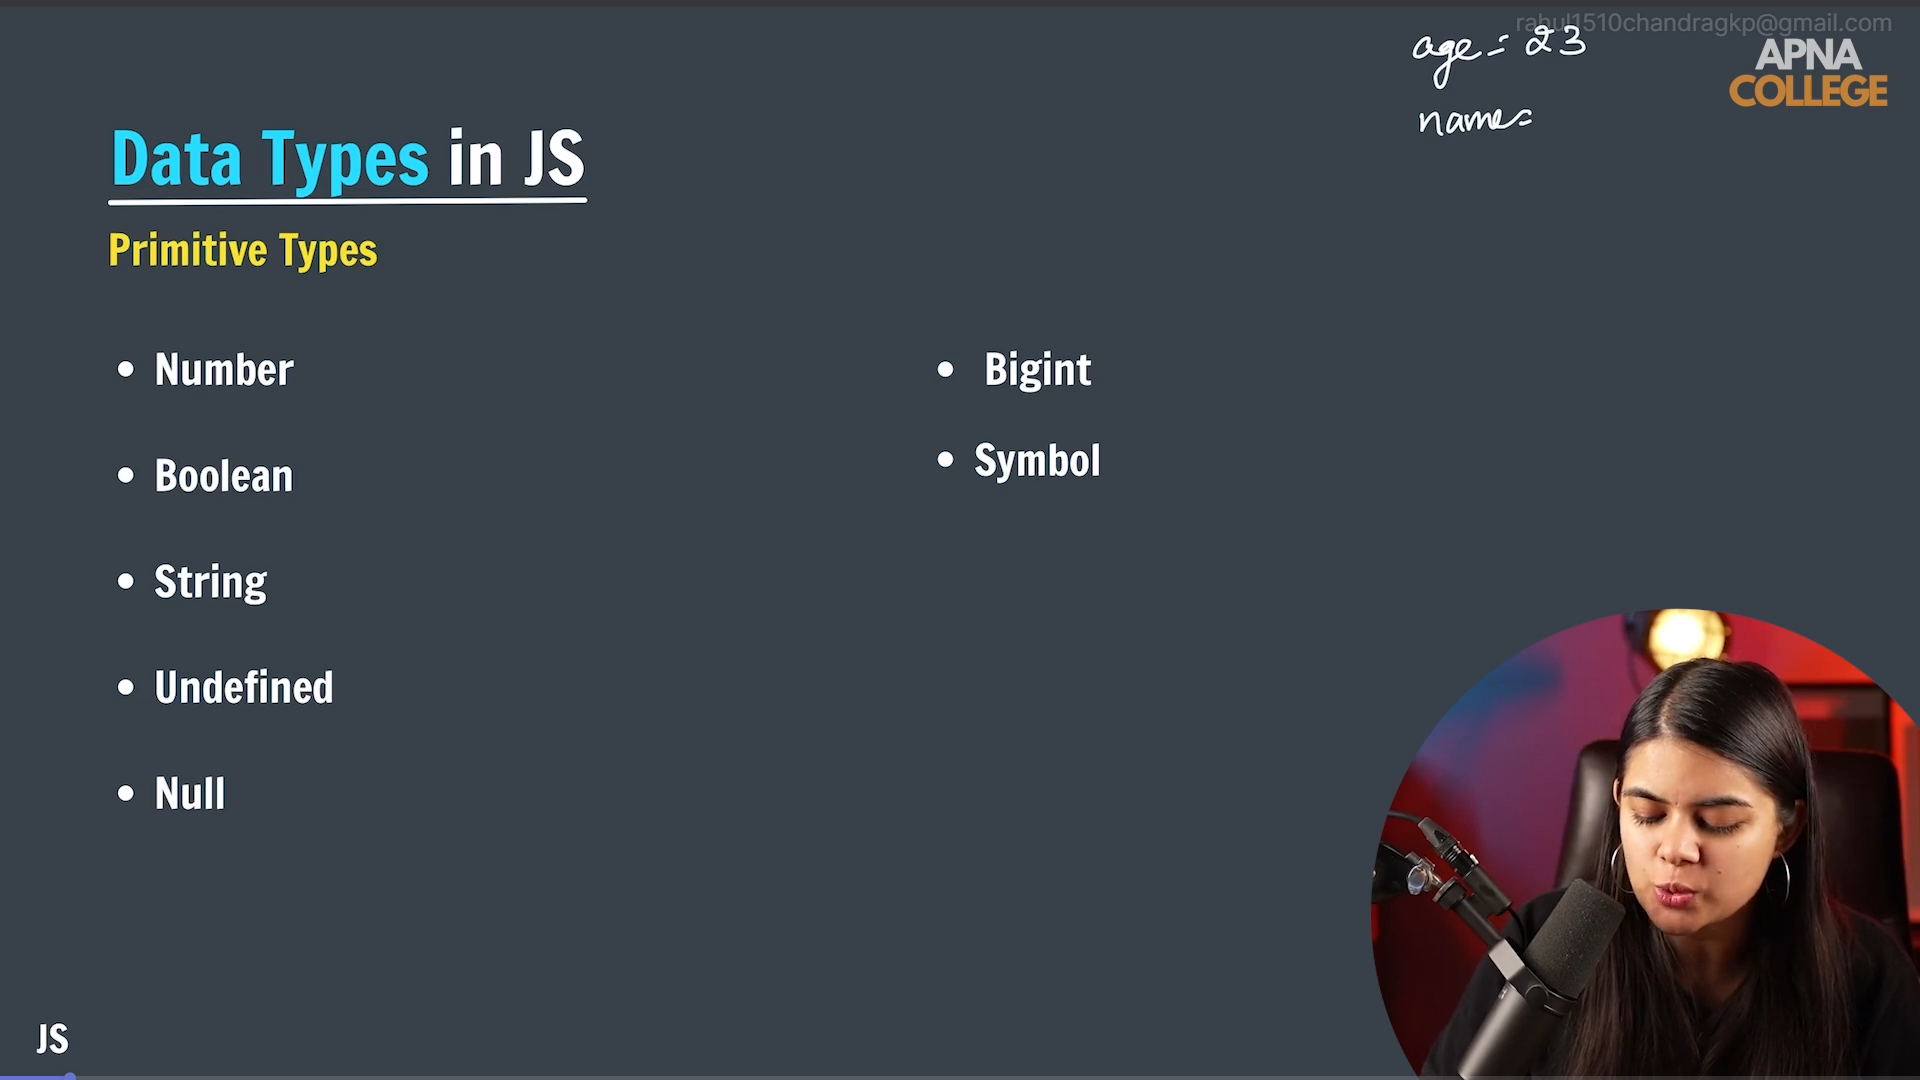 rahul1510chandragkp@gmail.com
age = 23
APNA
COLLEGE
name=
Data Types in JS
Primitive Types
• Number
• Boolean
• String
• Undefined
• Null
• Bigint
• Symbol
JS